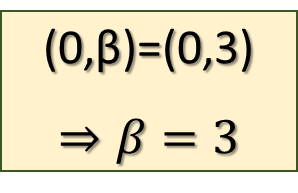 (0,β)=(0,3)
⇒ β = 3